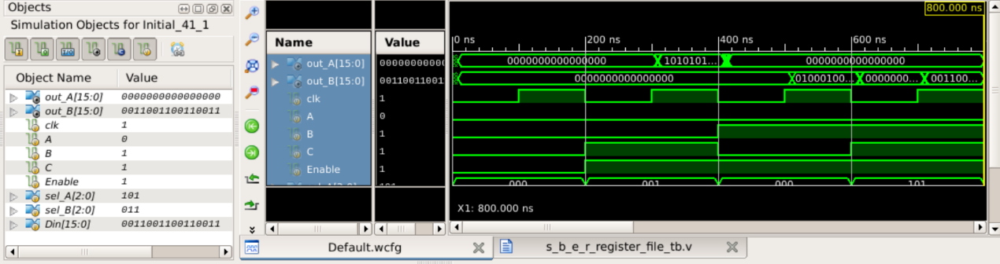 Objects
Simulation Objects for Initial_41_1
Object Name Value
out_A[15:0] 0000000000000000
out_B[15:0] 0011001100110011
clk 1
A 0
B 1
C 1
Enable 1
sel_A[2:0] 101
sel_B[2:0] 011
Din[15:0] 0011001100110011
800.000 ns
Name Value
0 ns 200 ns 400 ns 600 ns
out_A[15:0] 00000000000 0000000000000000 1010101... 0000000000000000
out_B[15:0] 00110011001 0000000000000000 01000100... 0000000... 001100...
clk 1
A 0
B 1
C 1
Enable 1
000 001 000 101
X1: 800.000 ns
Default.wcfg s_b_e_r_register_file_tb.v